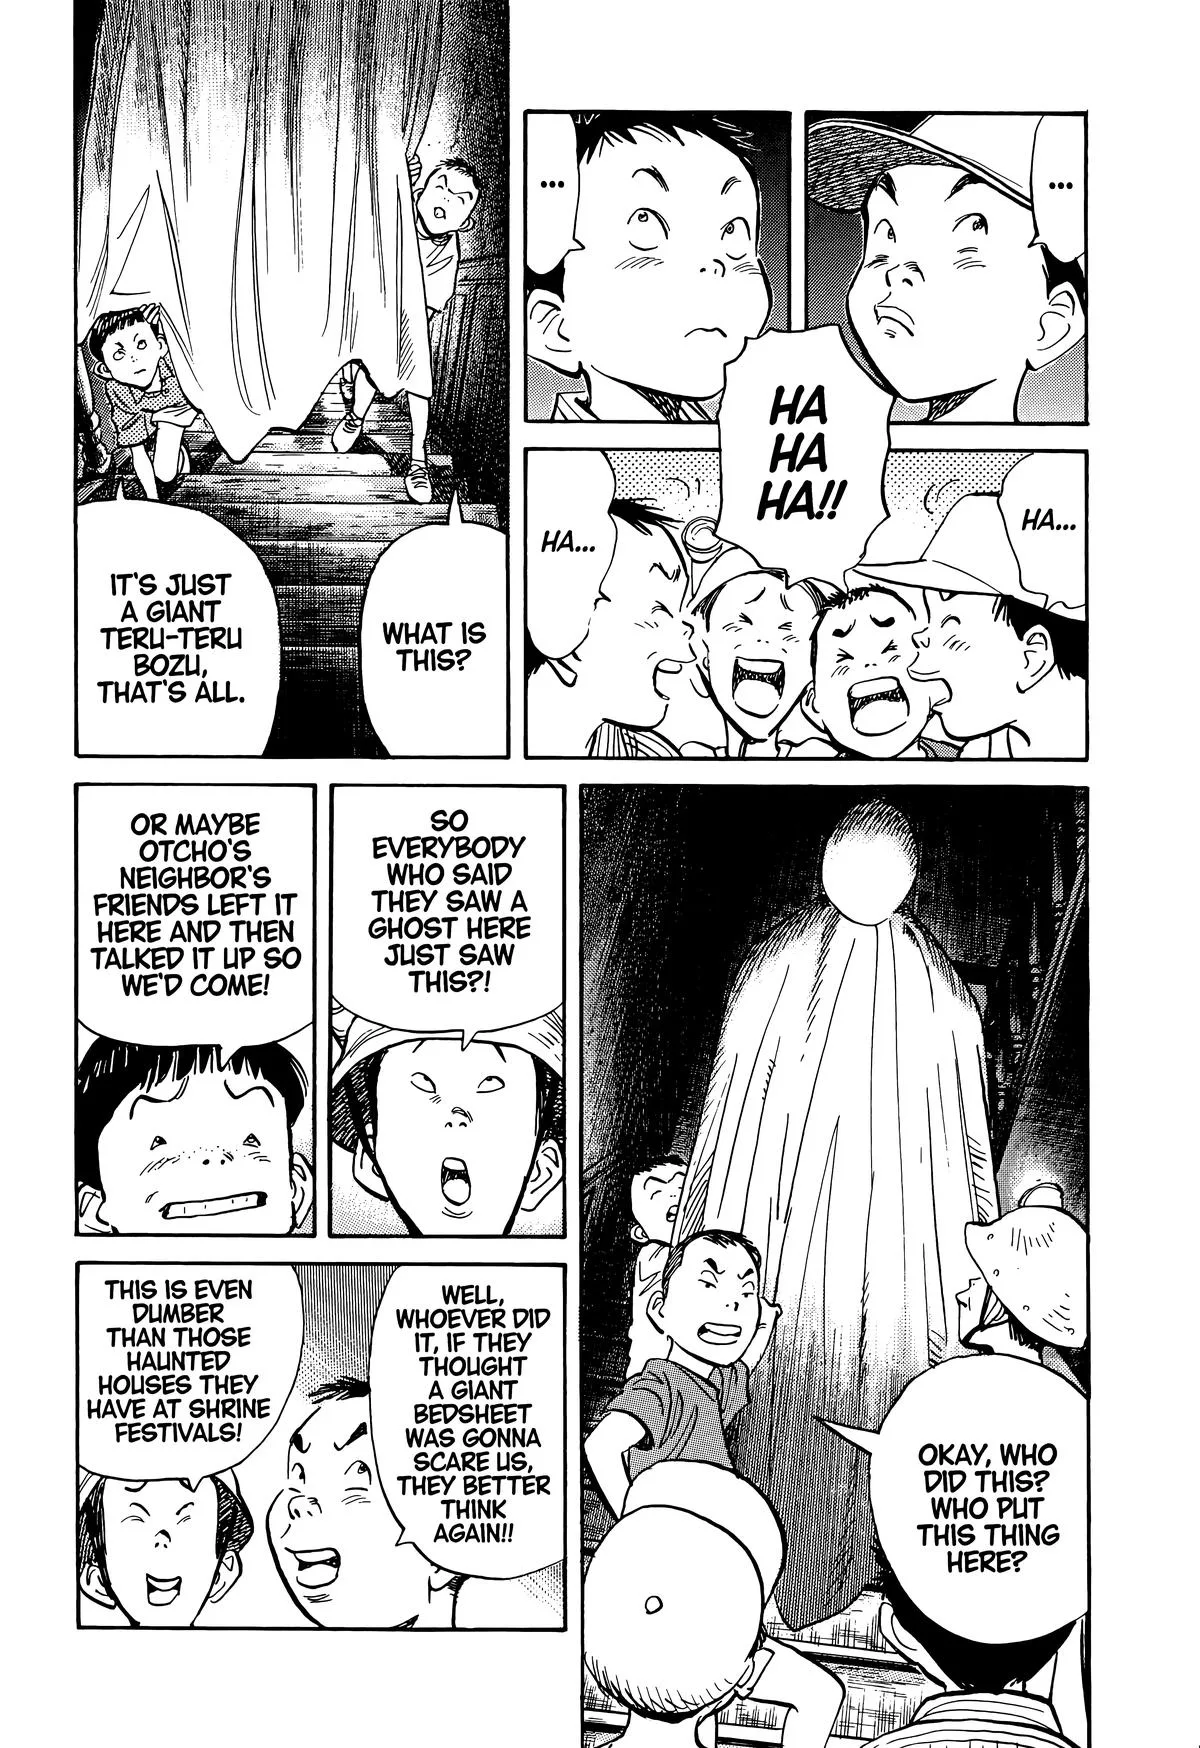 ...
...
HA...
HA...
HA
HA
HA!!
WHAT IS
THIS?
IT'S JUST
A GIANT
TERU-TERU
BOZU,
THAT'S ALL.
OKAY, WHO
DID THIS?
WHO PUT
THIS THING
HERE?
SO
EVERYBODY
WHO SAID
THEY SAW A
GHOST HERE
JUST SAW
THIS?!
OR MAYBE
OTCHO'S
NEIGHBOR'S
FRIENDS LEFT IT
HERE AND THEN
TALKED IT UP SO
WE'D COME!
WELL,
WHOEVER DID
IT, IF THEY
THOUGHT
A GIANT
BEDSHEET
WAS GONNA
SCARE US,
THEY BETTER
THINK
AGAIN!!
THIS IS EVEN
DUMBER
THAN THOSE
HAUNTED
HOUSES THEY
HAVE AT SHRINE
FESTIVALS!